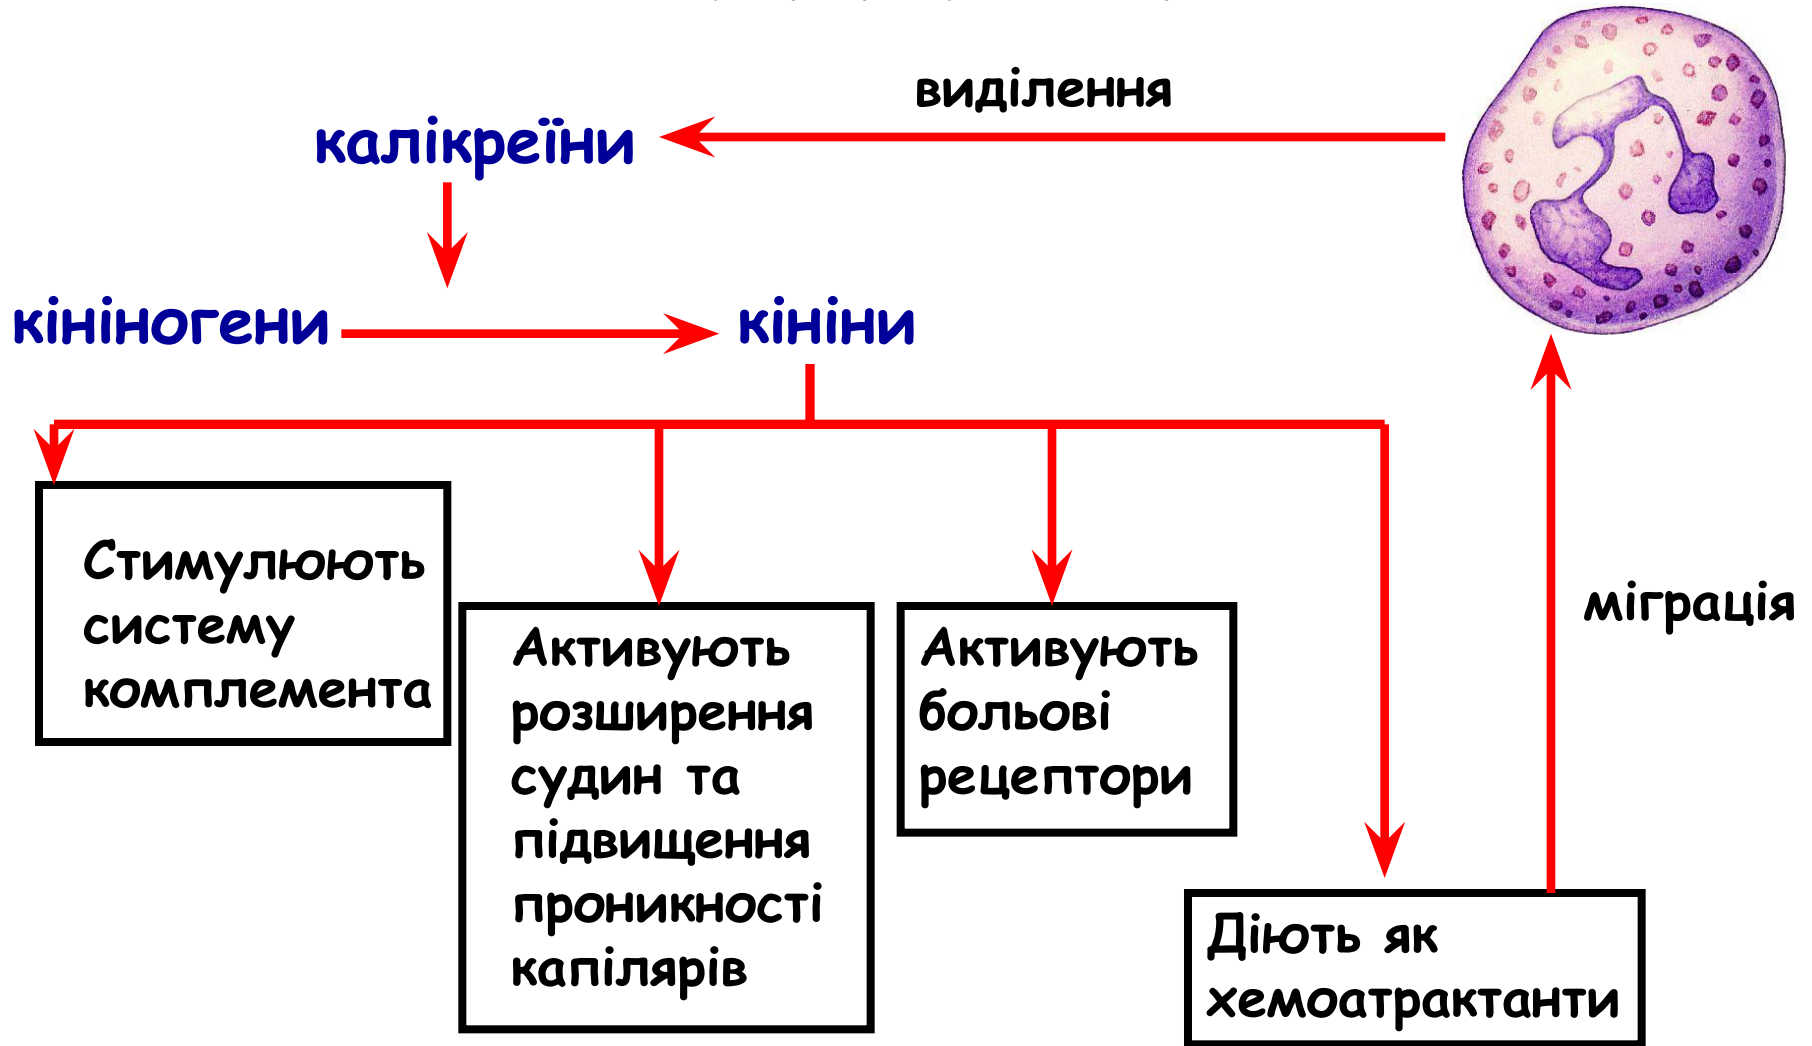 виділення
калікреїни
кініногени
кініни
Стимулюють
систему
комплемента
Активують
розширення
судин та
підвищення
проникності
капілярів
Активують
больові
рецептори
міграція
Діють як
хемоатрактанти